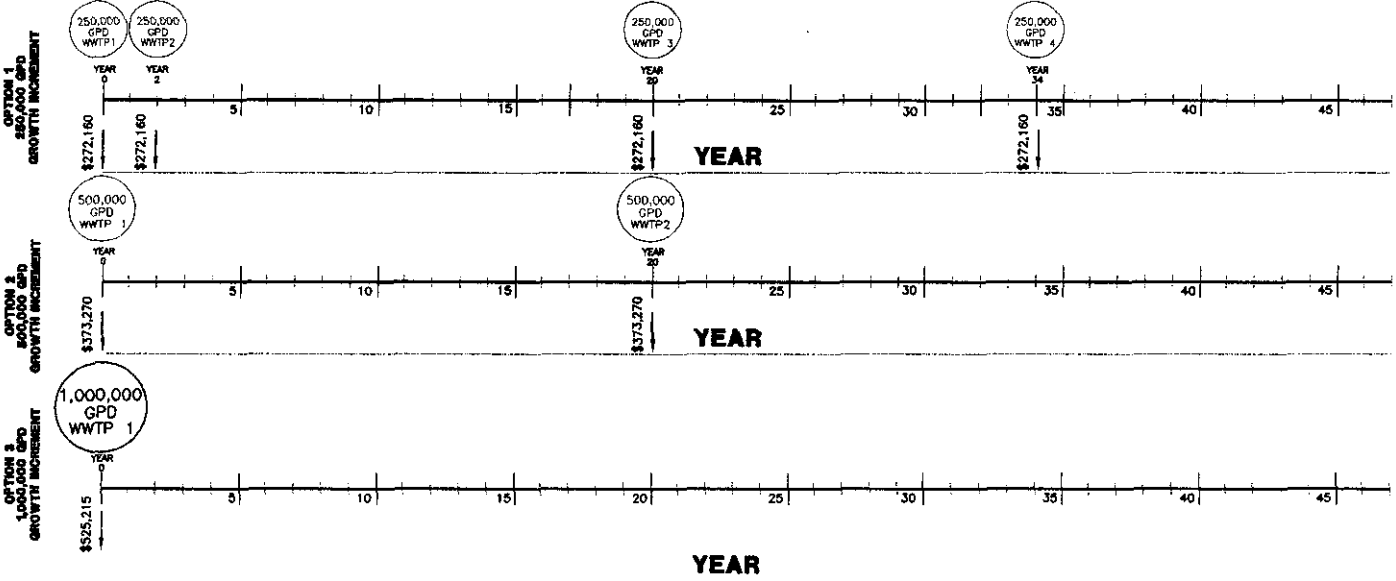 OPTION 1
250,000 GPD
GROWTH INCREMENT
250,000
GPD
WWTP1
250,000
GPD
WWTP2
250,000
GPD
WWTP 3
250,000
GPD
WWTP 4
YEAR
0
YEAR
2
YEAR
20
YEAR
34
5 10 15 25 30 35 40 45
$272,160
$272,160
$272,160
$272,160
YEAR
OPTION 2
500,000 GPD
GROWTH INCREMENT
500,000
GPD
WWTP 1
500,000
GPD
WWTP2
YEAR
0
YEAR
20
5 10 15 25 30 35 40 45
$373,270
$373,270
YEAR
OPTION 3
1,000,000 GPD
GROWTH INCREMENT
1,000,000
GPD
WWTP 1
YEAR
0
5 10 15 20 25 30 35 40 45
$525,215
YEAR